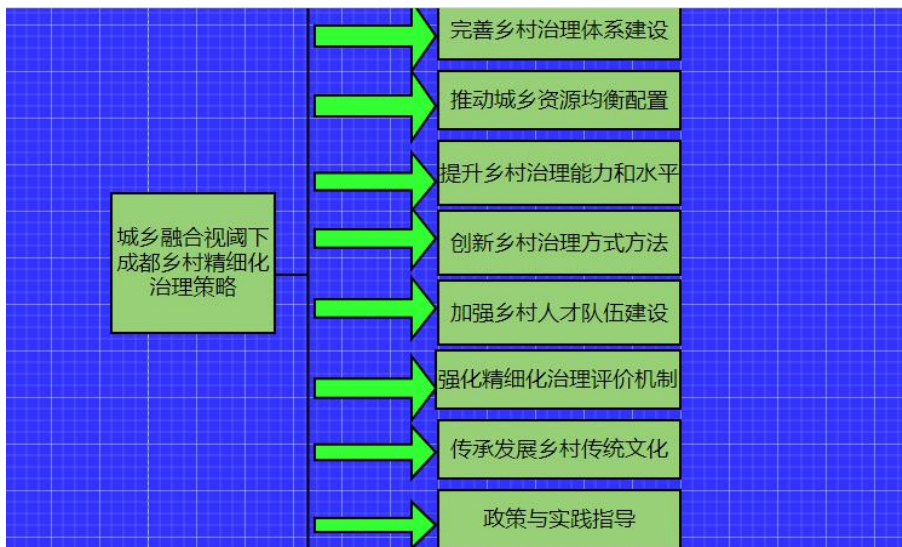 完善乡村治理体系建设
推动城乡资源均衡配置
提升乡村治理能力和水平
城乡融合视阈下
成都乡村精细化
治理策略
创新乡村治理方式方法
加强乡村人才队伍建设
强化精细化治理评价机制
传承发展乡村传统文化
政策与实践指导